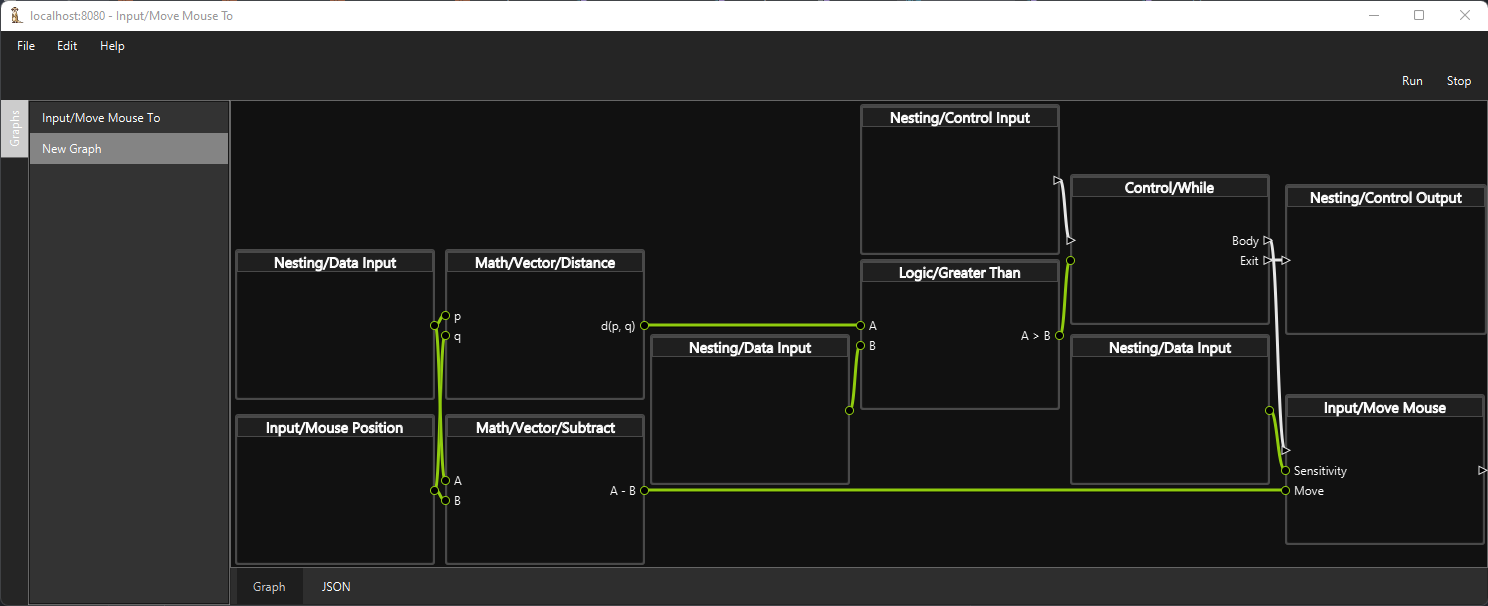 localhost:8080 - Input/Move Mouse To
File Edit Help
Run Stop
Graphs
Input/Move Mouse To
New Graph
Nesting/Control Input
Control/While
Body
Exit
Nesting/Control Output
Nesting/Data Input
Math/Vector/Distance
p
q
d(p, q)
Logic/Greater Than
A
B
A > B
Nesting/Data Input
Nesting/Data Input
Input/Mouse Position
Math/Vector/Subtract
A
B
A - B
Input/Move Mouse
Sensitivity
Move
Graph JSON